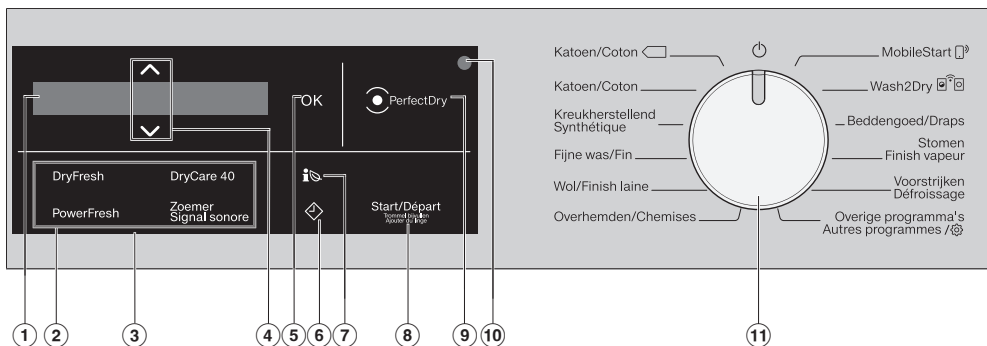 OK
PerfectDry
DryFresh
DryCare 40
PowerFresh
Zoemer
Signal sonore
Start/Départ
Trommel bijvullen
Ajouter du linge
Katoen/Coton
Katoen/Coton
Kreukherstellend
Synthétique
Fijne was/Fin
Wol/Finish laine
Overhemden/Chemises
MobileStart
Wash2Dry
Beddengoed/Draps
Stomen
Finish vapeur
Voorstrijken
Défroissage
Overige programma's
Autres programmes /
1 2 3 4 5 6 7 8 9 10 11